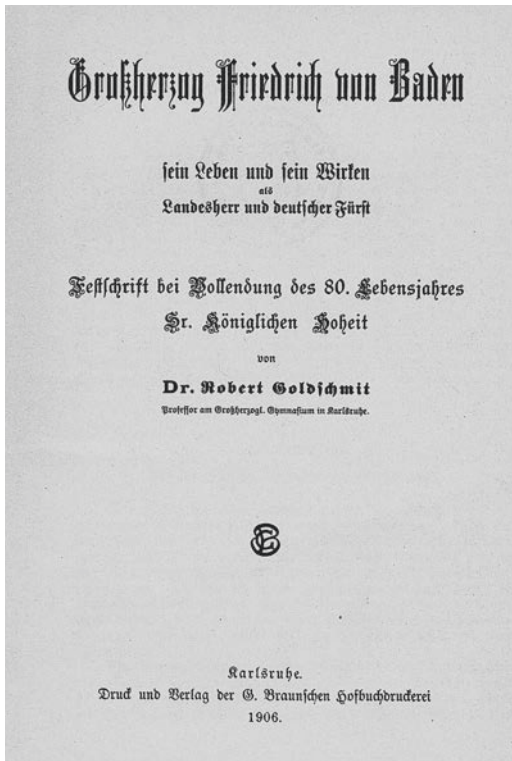 Großherzog Friedrich von Baden
sein Leben und sein Wirken
als
Landesherr und deutscher Fürst
Festschrift bei Vollendung des 80. Lebensjahres
Sr. Königlichen Hoheit
von
Dr. Robert Goldschmit
Professor am Großherzogl. Gymnasium in Karlsruhe.
Karlsruhe.
Druck und Verlag der G. Braunschen Hofbuchdruckerei
1906.